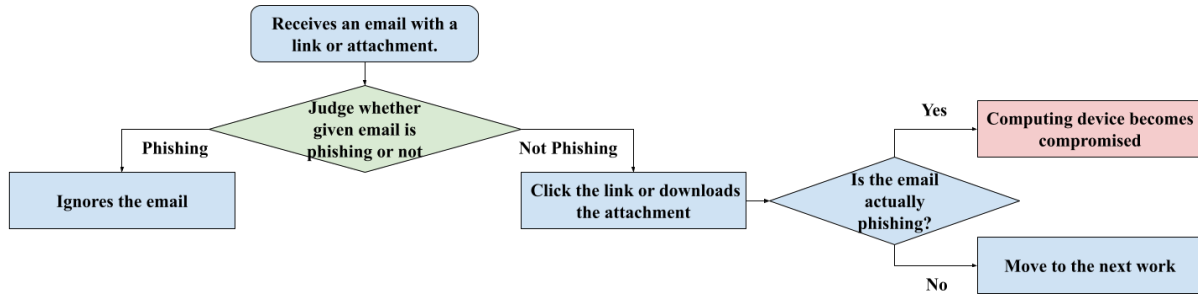 Receives an email with a
link or attachment.
Judge whether
given email is
phishing or not
Phishing
Not Phishing
Ignores the email
Click the link or downloads
the attachment
Is the email
actually
phishing?
Yes
Computing device becomes
compromised
No
Move to the next work